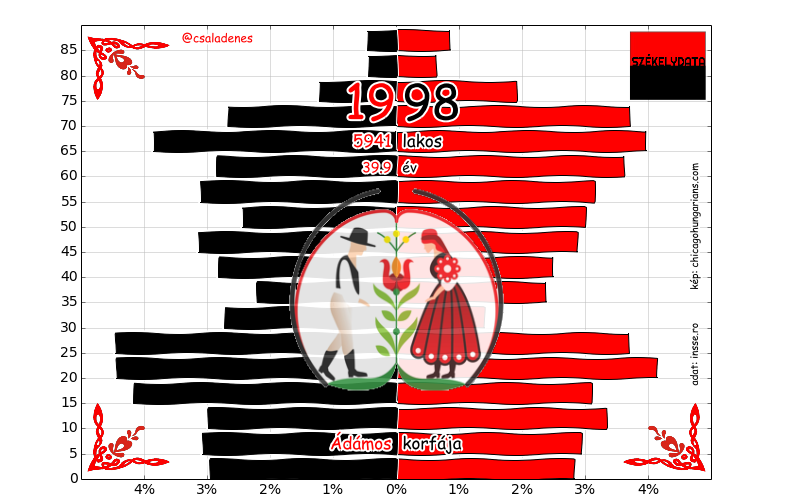 @csaladenes
SZÉKELYDATA
1998
5941 lakos
39.9 év
kép: chicagohungarians.com
adat: insse.ro
Ádámos korfája
85
80
75
70
65
60
55
50
45
40
35
30
25
20
15
10
5
0
4% 3% 2% 1% 0% 1% 2% 3% 4%